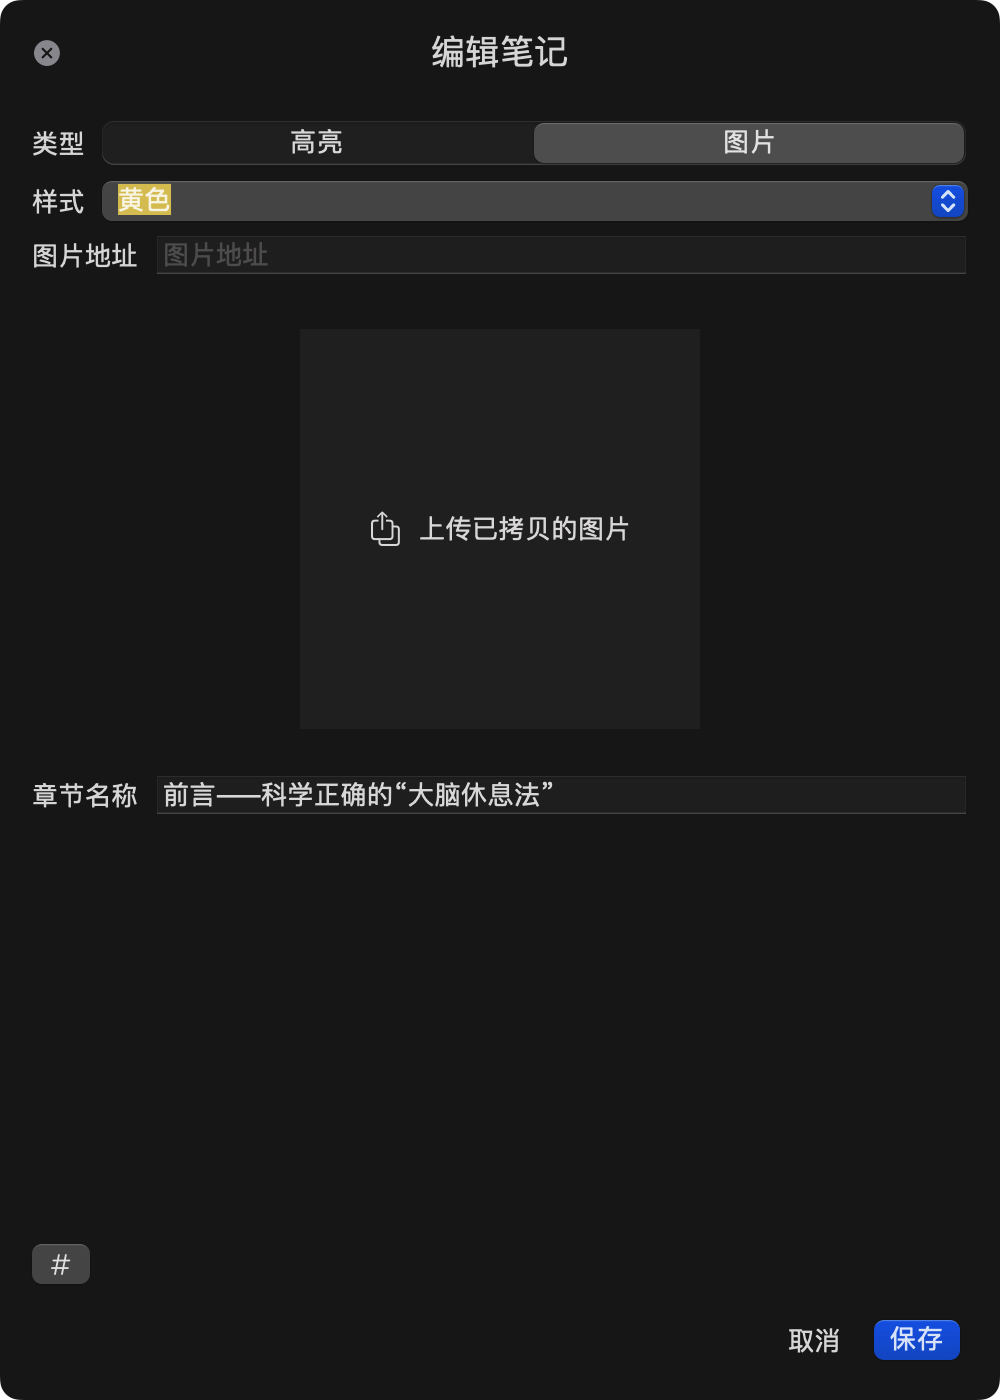 编辑笔记
类型 高亮 图片
样式 黄色
图片地址 图片地址
上传已拷贝的图片
章节名称 前言——科学正确的“大脑休息法”
#
取消 保存